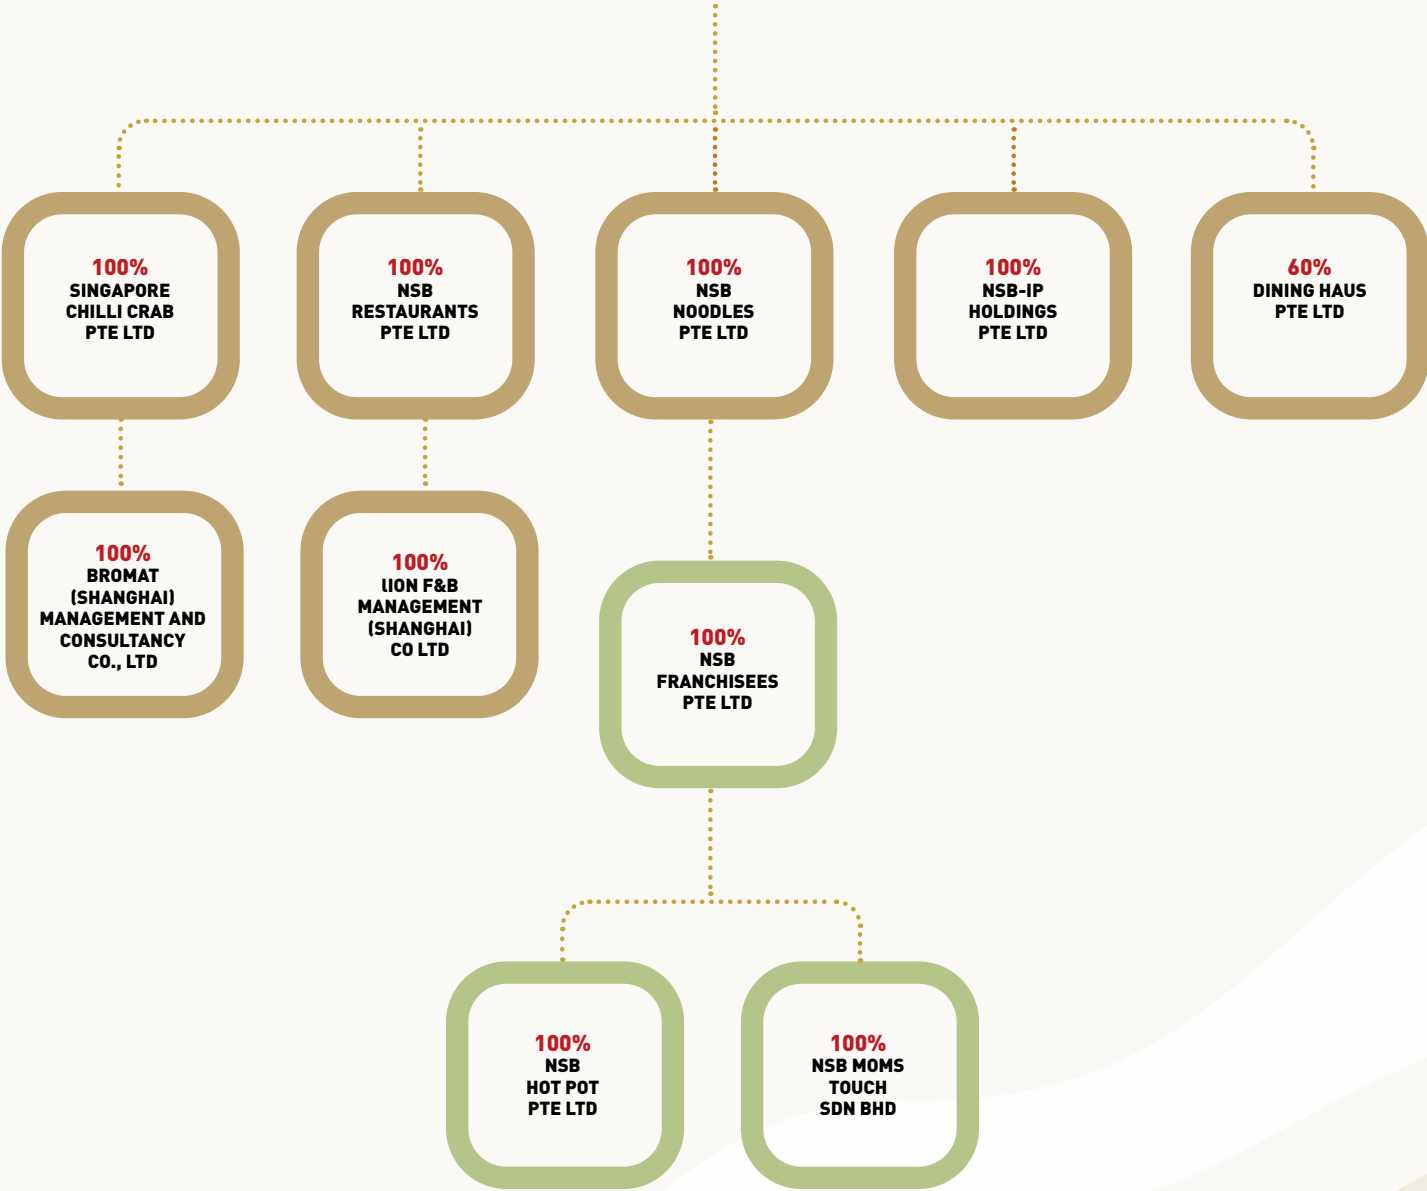 100%
SINGAPORE
CHILLI CRAB
PTE LTD
100%
NSB
RESTAURANTS
PTE LTD
100%
NSB
NOODLES
PTE LTD
100%
NSB-IP
HOLDINGS
PTE LTD
60%
DINING HAUS
PTE LTD
100%
BROMAT
(SHANGHAI)
MANAGEMENT AND
CONSULTANCY
CO., LTD
100%
lION F&B
MANAGEMENT
(SHANGHAI)
CO LTD
100%
NSB
FRANCHISEES
PTE LTD
100%
NSB
HOT POT
PTE LTD
100%
NSB MOMS
TOUCH
SDN BHD